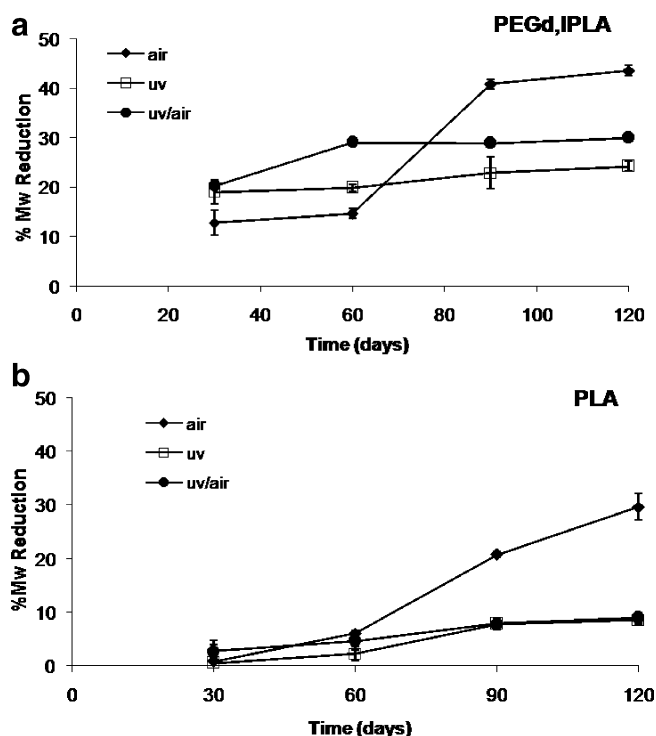 a
PEGd,lPLA
50
40
30
20
10
0
% Mw Reduction
air
uv
uv/air
0 20 40 60 80 100 120
Time (days)
b
PLA
50
40
30
20
10
0
%Mw Reduction
air
uv
uv/air
0 30 60 90 120
Time (days)